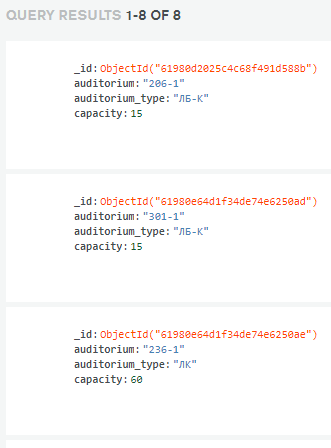 QUERY RESULTS 1-8 OF 8
_id: ObjectId("61980d2025c4c68f491d588b")
auditorium: "206-1"
auditorium_type: "ЛБ-К"
capacity: 15
_id: ObjectId("61980e64d1f34de74e6250ad")
auditorium: "301-1"
auditorium_type: "ЛБ-К"
capacity: 15
_id: ObjectId("61980e64d1f34de74e6250ae")
auditorium: "236-1"
auditorium_type: "ЛК"
capacity: 60